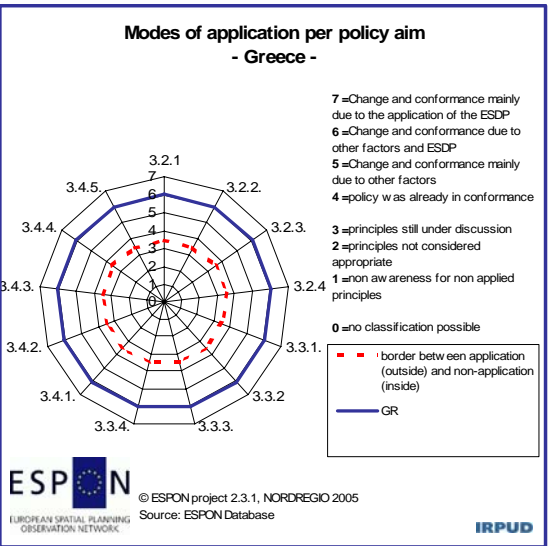 Modes of application per policy aim
- Greece -
7 =Change and conformance mainly
due to the application of the ESDP
6 =Change and conformance due to
other factors and ESDP
5 =Change and conformance mainly
due to other factors
4 =policy was already in conformance
3 =principles still under discussion
2 =principles not considered
appropriate
1 =non awareness for non applied
principles
0 =no classification possible
border between application
(outside) and non-application
(inside)
GR
3.2.1
3.2.2.
3.2.3.
3.2.4
3.3.1.
3.3.2
3.3.3.
3.3.4.
3.4.1.
3.4.2.
3.4.3.
3.4.4.
3.4.5.
7
6
5
4
3
2
1
0
ESPON
EUROPEAN SPATIAL PLANNING
OBSERVATION NETWORK
© ESPON project 2.3.1, NORDREGIO 2005
Source: ESPON Database
IRPUD